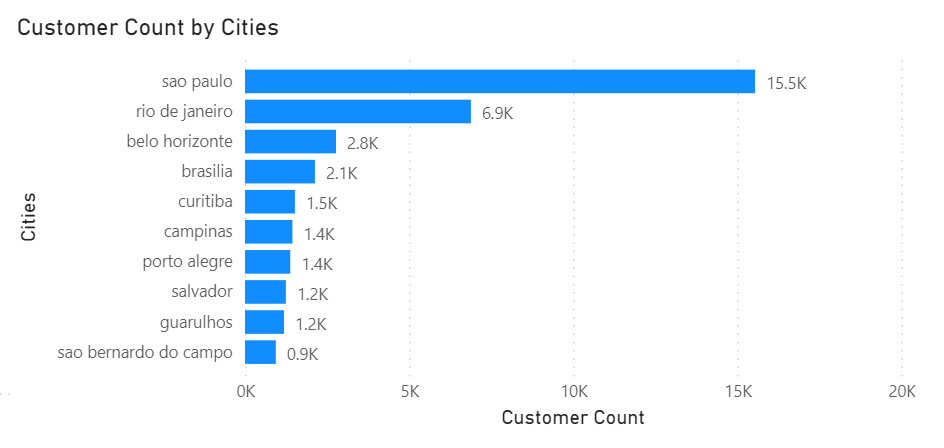 Customer Count by Cities
sao paulo 15.5K
rio de janeiro 6.9K
belo horizonte 2.8K
brasilia 2.1K
curitiba 1.5K
campinas 1.4K
porto alegre 1.4K
salvador 1.2K
guarulhos 1.2K
sao bernardo do campo 0.9K
Cities
0K 5K 10K 15K 20K
Customer Count